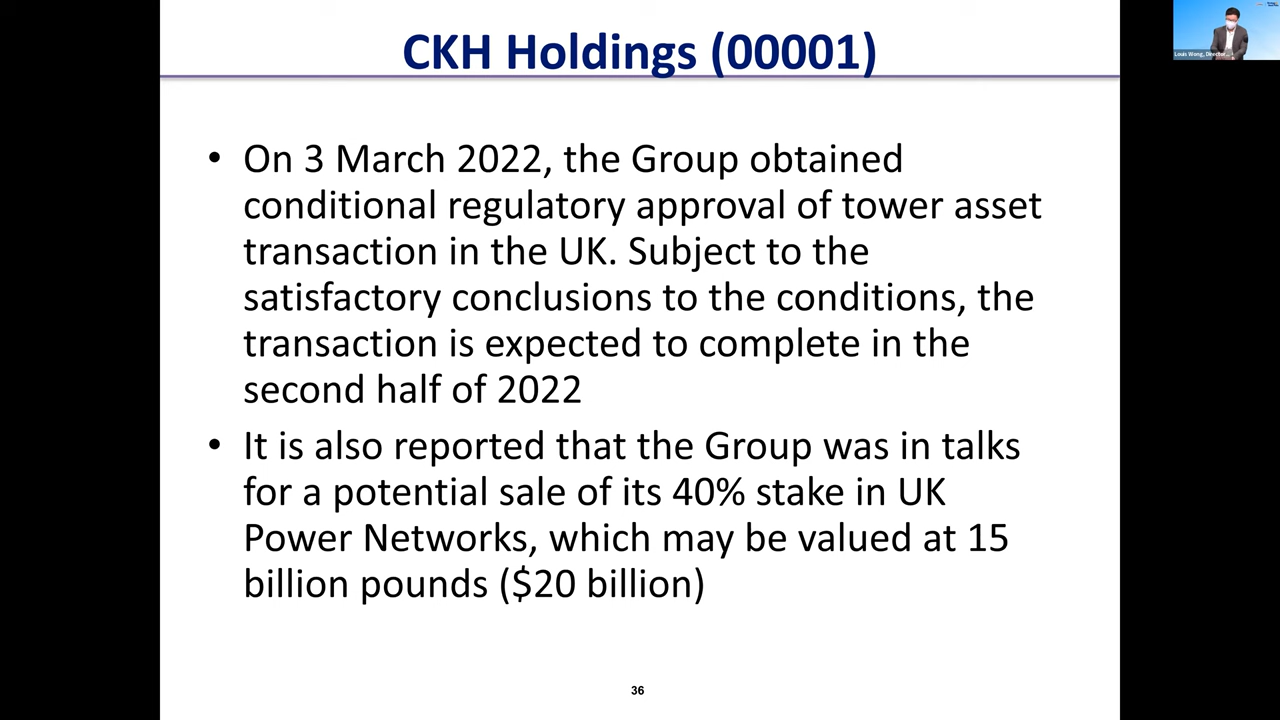 CKH Holdings (00001)
• On 3 March 2022, the Group obtained
conditional regulatory approval of tower asset
transaction in the UK. Subject to the
satisfactory conclusions to the conditions, the
transaction is expected to complete in the
second half of 2022
• It is also reported that the Group was in talks
for a potential sale of its 40% stake in UK
Power Networks, which may be valued at 15
billion pounds ($20 billion)
36
Louis Wong, Director